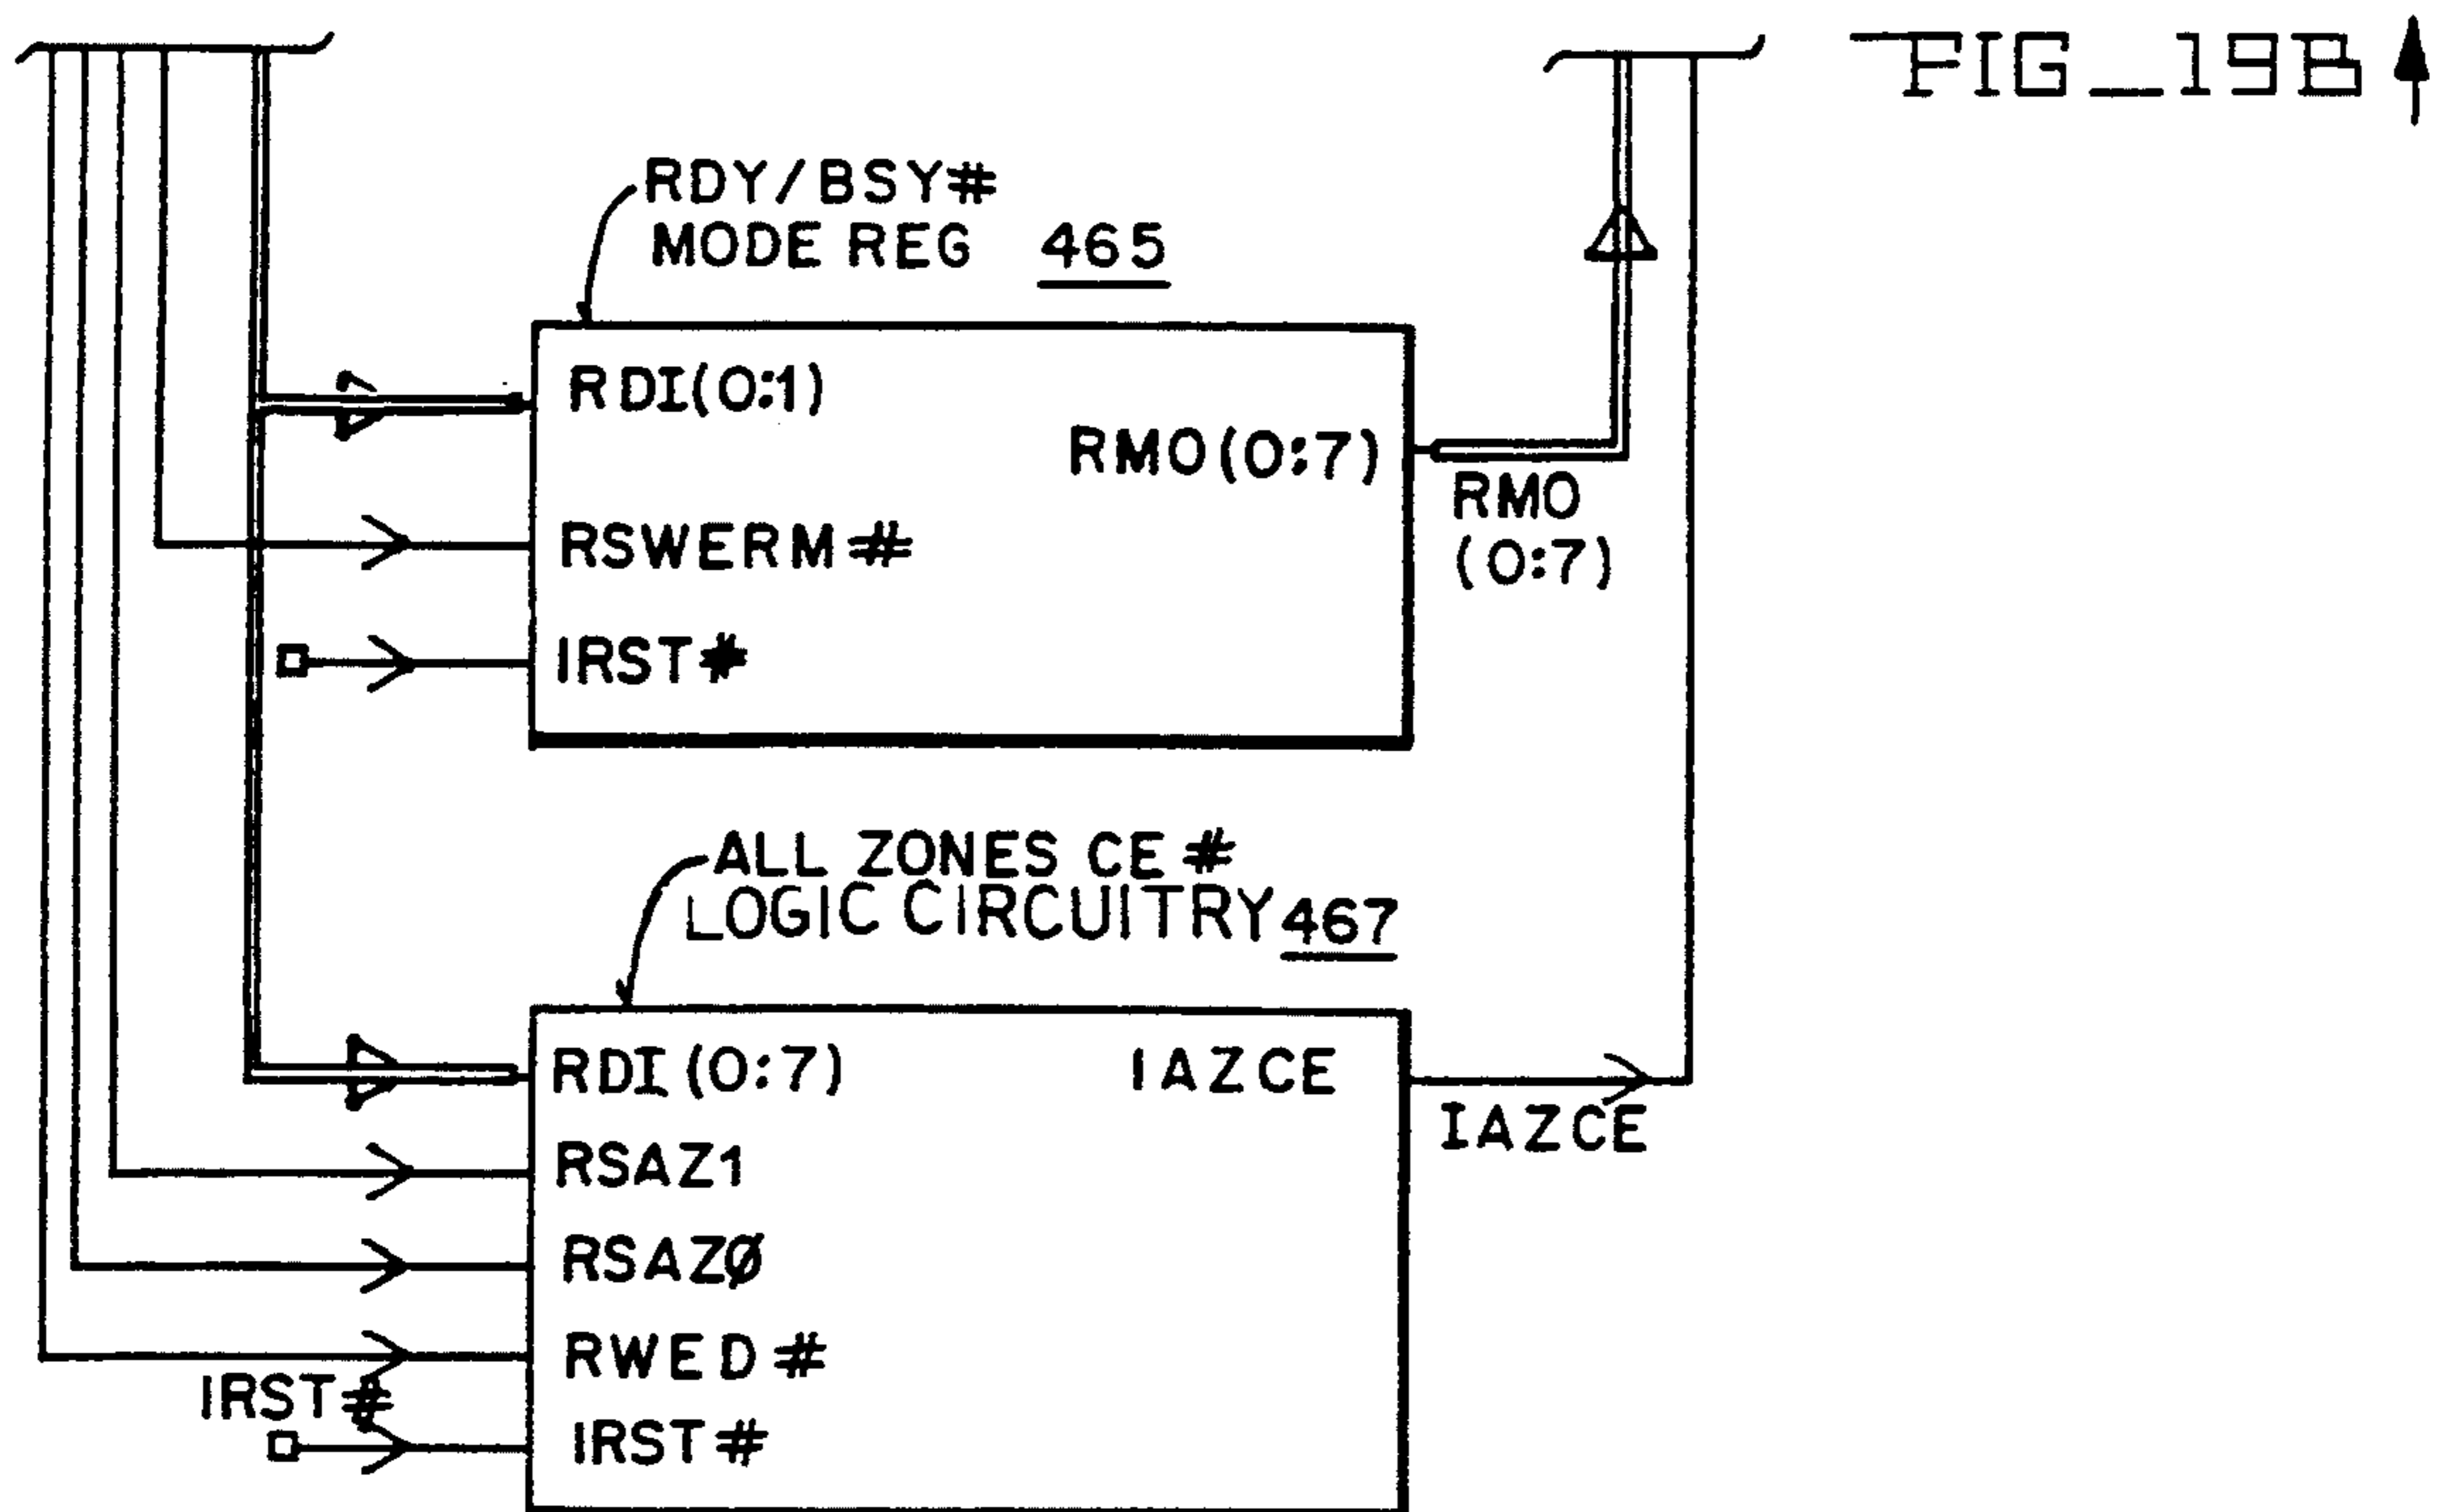 FIG_19B
RDY/BSY#
MODE REG 465
RDI(0:1)
RMO(0:7)
RMO
(0:7)
RSWERM#
IRST#
ALL ZONES CE#
LOGIC CIRCUITRY 467
RDI(0:7)
IAZCE
IAZCE
RSAZ1
RSAZØ
RWED#
IRST#
IRST#